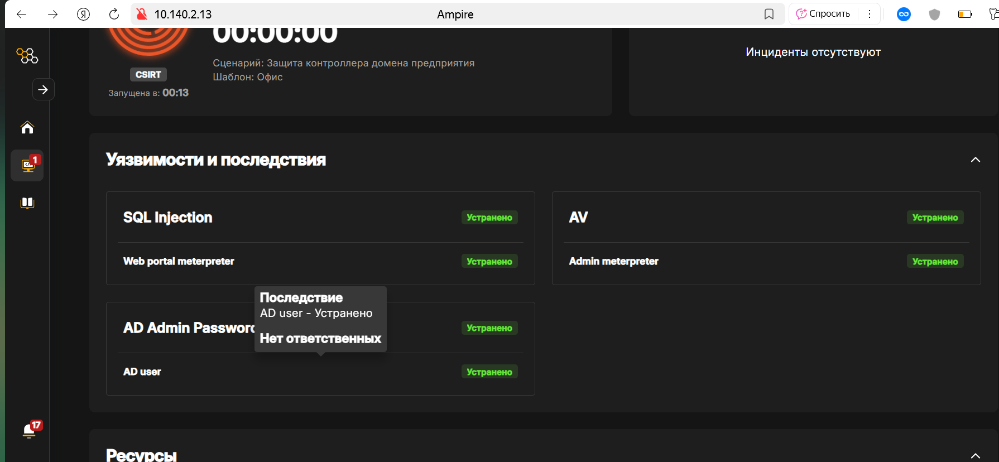 10.140.2.13
Ampire
Спросить
00:00:00
Сценарий: Защита контроллера домена предприятия
Шаблон: Офис
CSIRT
Запущена в: 00:13
Инциденты отсутствуют
1
17
Уязвимости и последствия
SQL Injection
Устранено
Web portal meterpreter
Устранено
AV
Устранено
Admin meterpreter
Устранено
Последствие
AD user - Устранено
Нет ответственных
AD Admin Password
Устранено
AD user
Устранено
Ресурсы